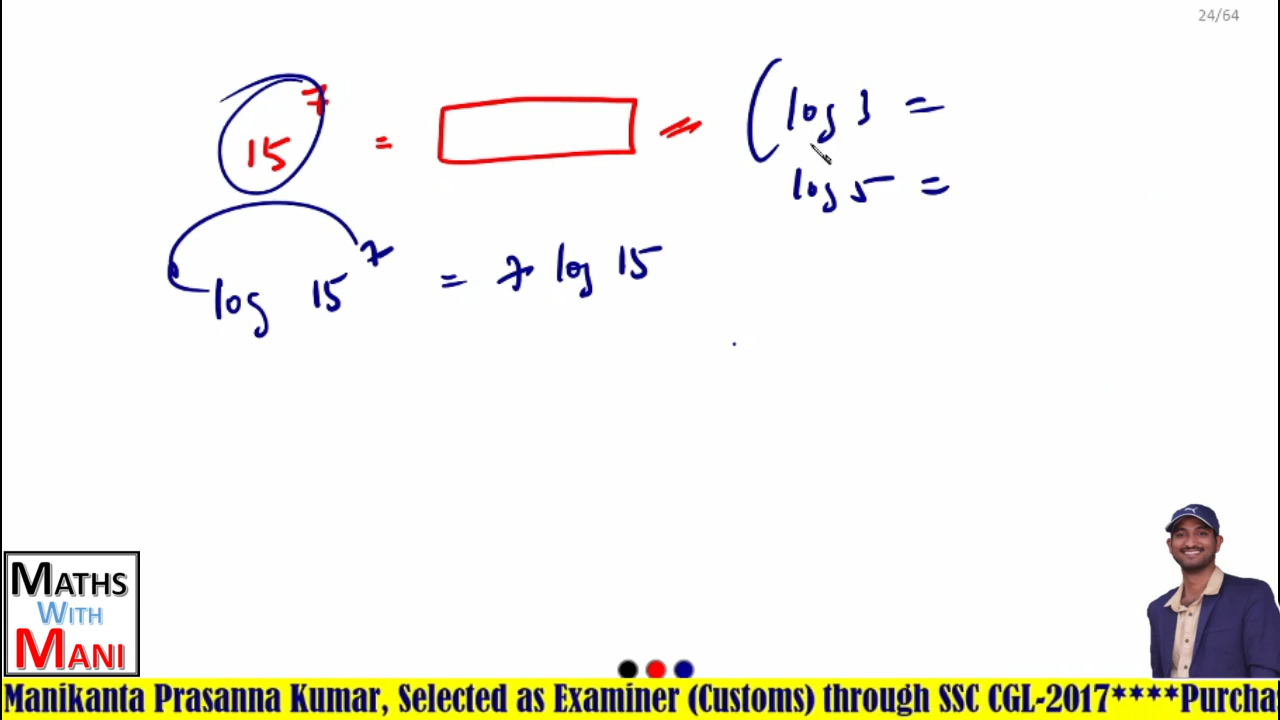 24/64
15^7 = 
(log 3 =
log 5 =
log 15^7 = 7 log 15
MATHS
WITH
MANI
Manikanta Prasanna Kumar, Selected as Examiner (Customs) through SSC CGL-2017****Purcha